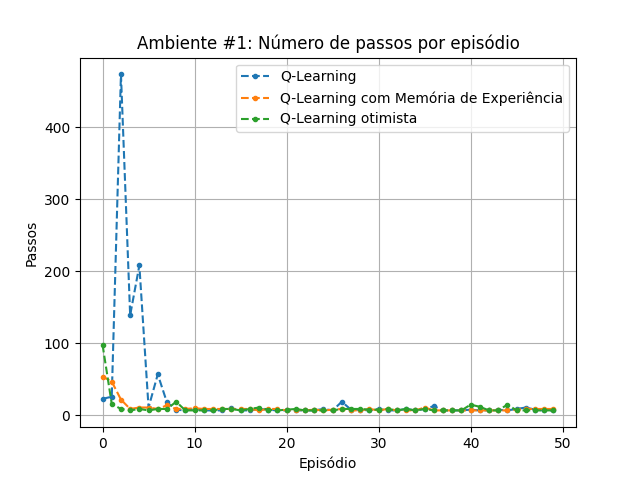 Ambiente #1: Número de passos por episódio
Q-Learning
Q-Learning com Memória de Experiência
Q-Learning otimista
Passos
400
300
200
100
0
0 10 20 30 40 50
Episódio